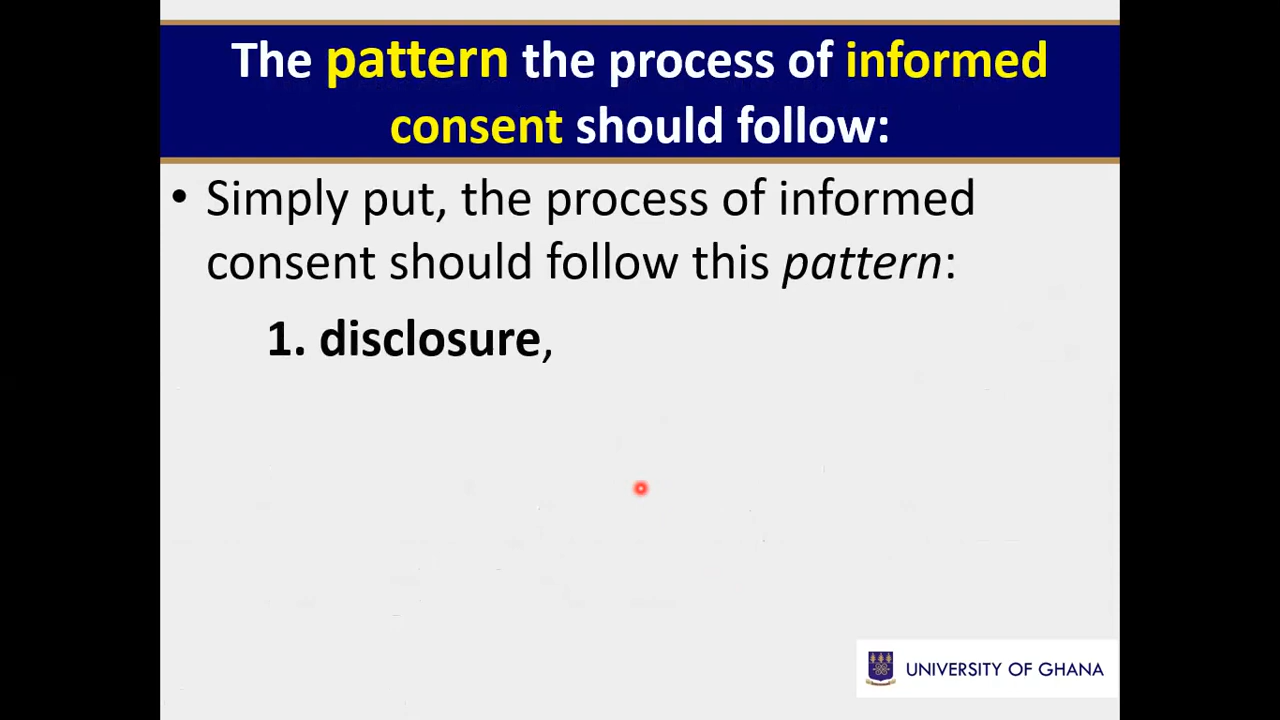 The pattern the process of informed
consent should follow:
• Simply put, the process of informed
consent should follow this pattern:
1. disclosure,
UNIVERSITY OF GHANA